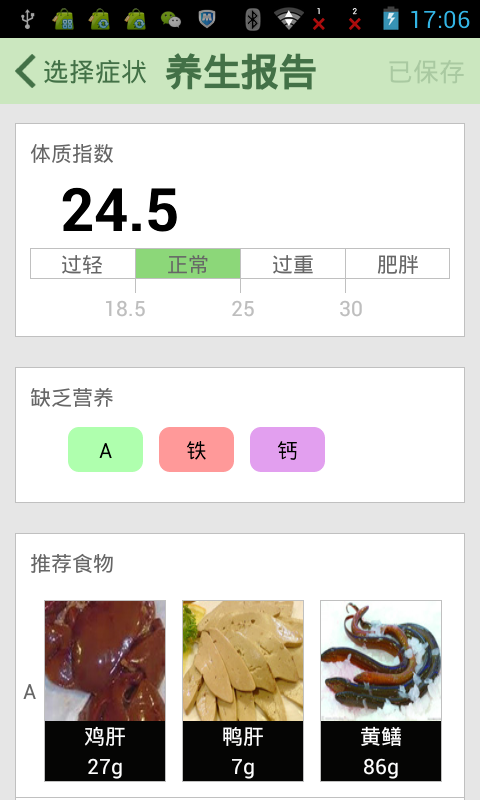 1 2 17:06
选择症状 养生报告 已保存
体质指数
24.5
过轻 正常 过重 肥胖
18.5 25 30
缺乏营养
A 铁 钙
推荐食物
A
鸡肝 鸭肝 黄鳝
27g 7g 86g